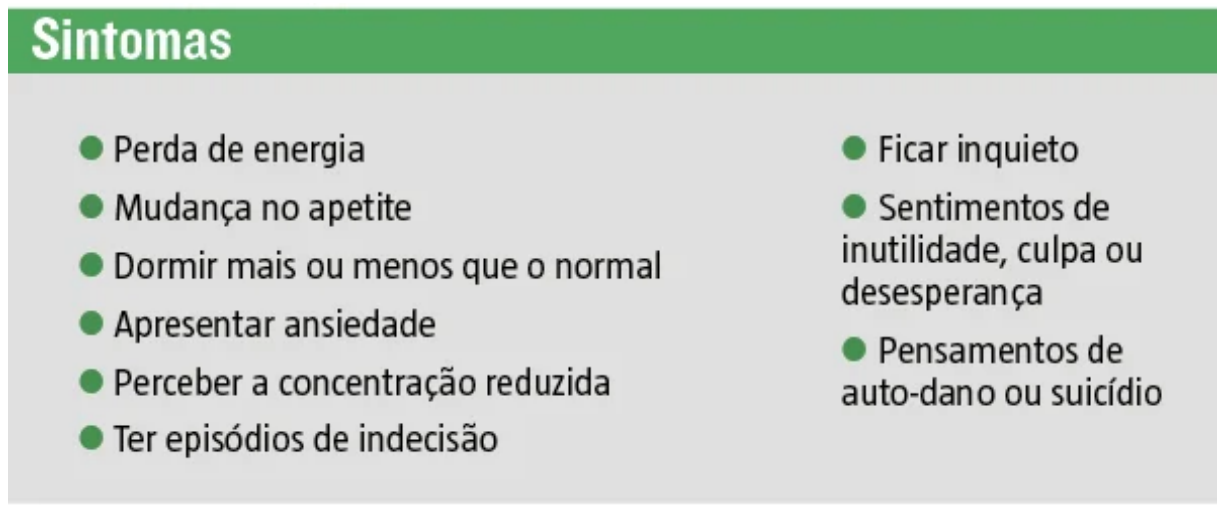 Sintomas
● Perda de energia
● Mudança no apetite
● Dormir mais ou menos que o normal
● Apresentar ansiedade
● Perceber a concentração reduzida
● Ter episódios de indecisão
● Ficar inquieto
● Sentimentos de
inutilidade, culpa ou
desesperança
● Pensamentos de
auto-dano ou suicídio